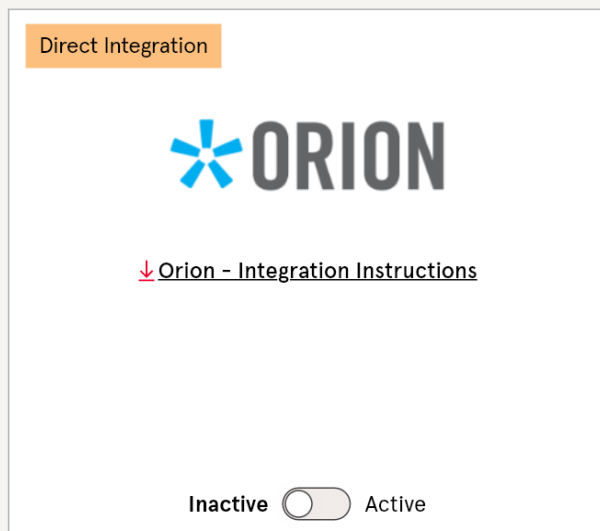 Direct Integration
ORION
Orion - Integration Instructions
Inactive Active